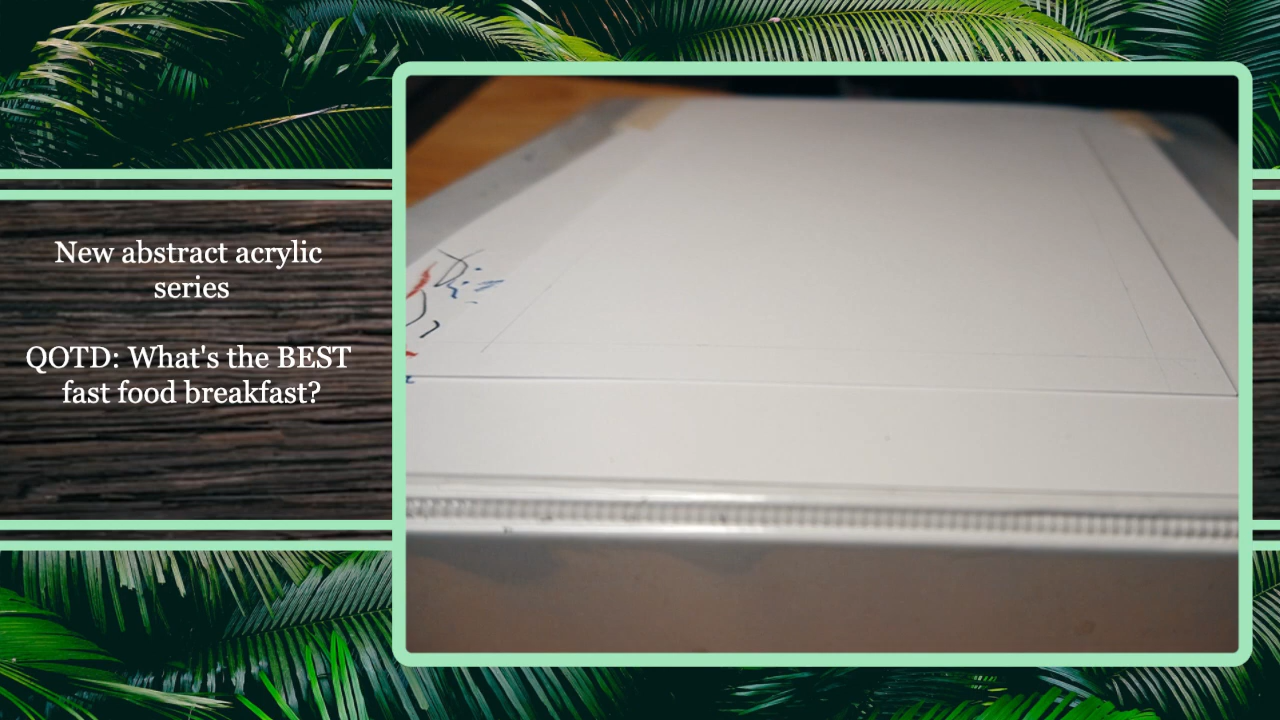 New abstract acrylic
series
QOTD: What's the BEST
fast food breakfast?